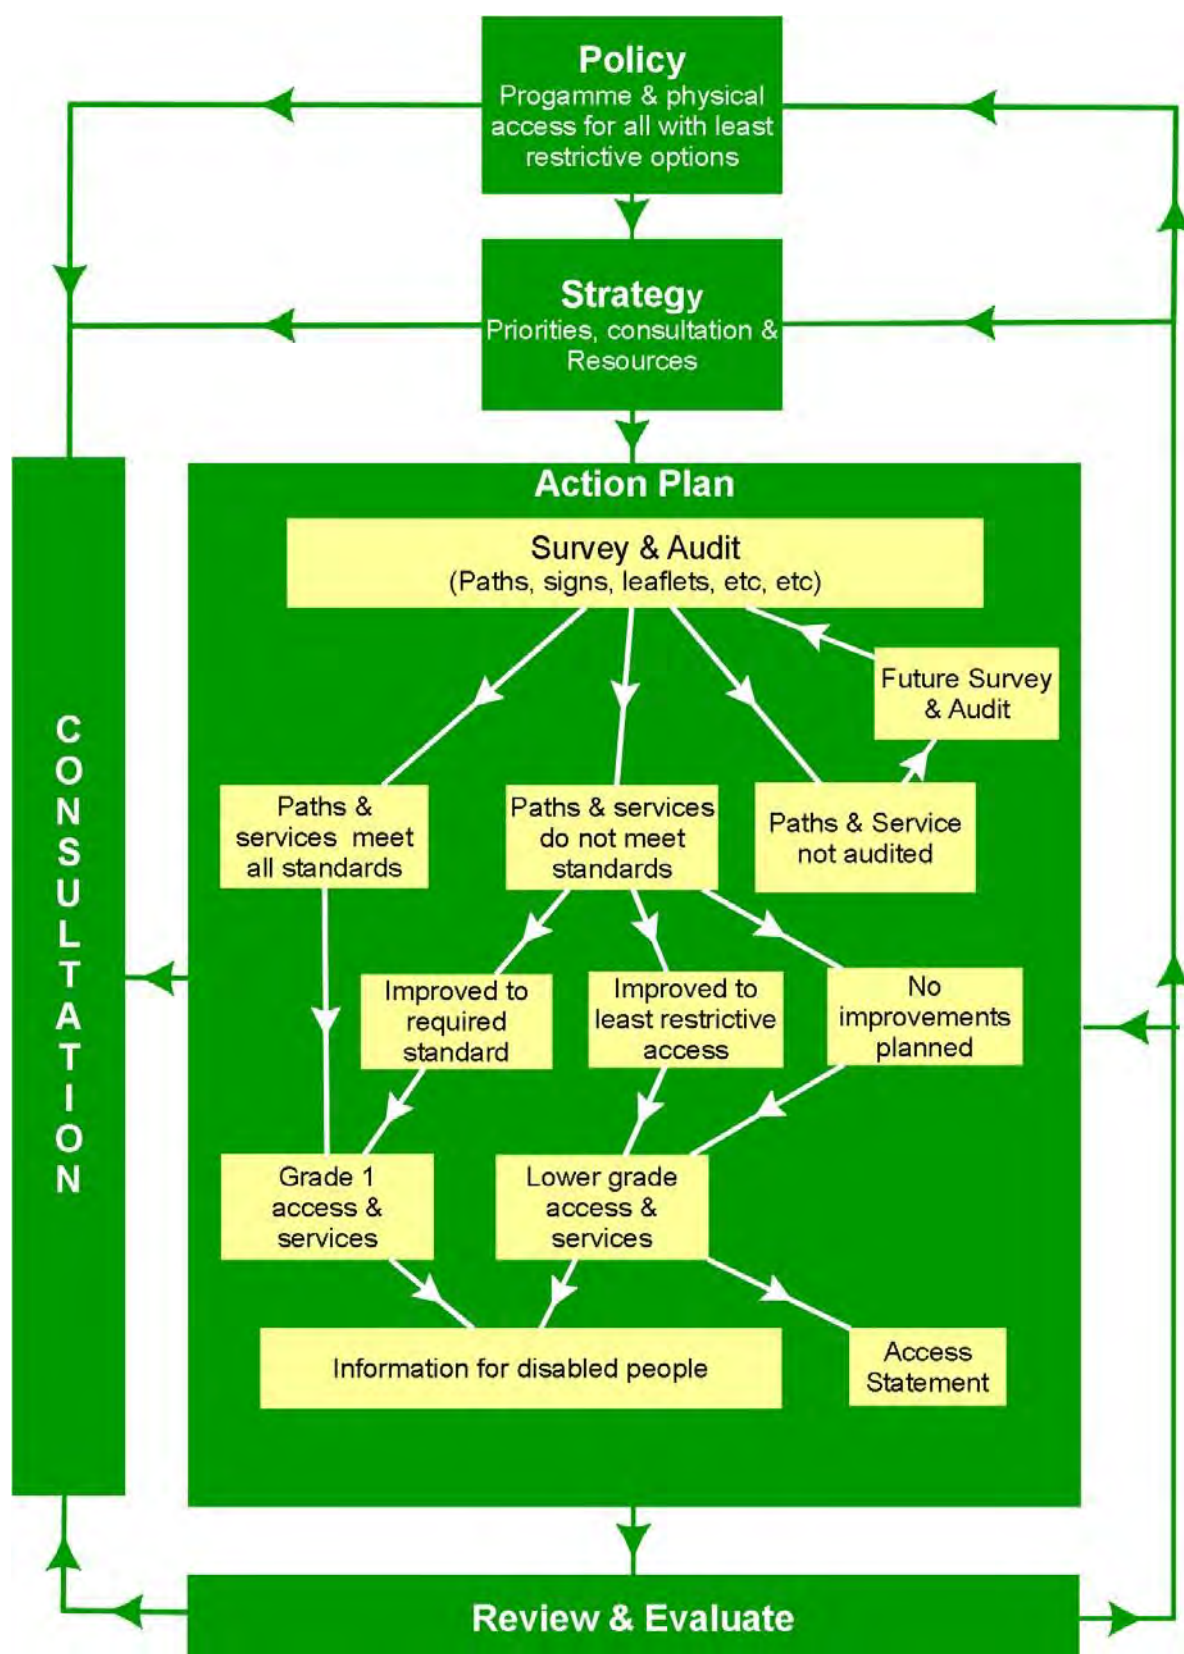 Policy
Progamme & physical
access for all with least
restrictive options
Strategy
Priorities, consultation &
Resources
CONSULTATION
Action Plan
Survey & Audit
(Paths, signs, leaflets, etc, etc)
Future Survey
& Audit
Paths &
services meet
all standards
Paths & services
do not meet
standards
Paths & Service
not audited
Improved to
required
standard
Improved to
least restrictive
access
No
improvements
planned
Grade 1
access &
services
Lower grade
access &
services
Information for disabled people
Access
Statement
Review & Evaluate